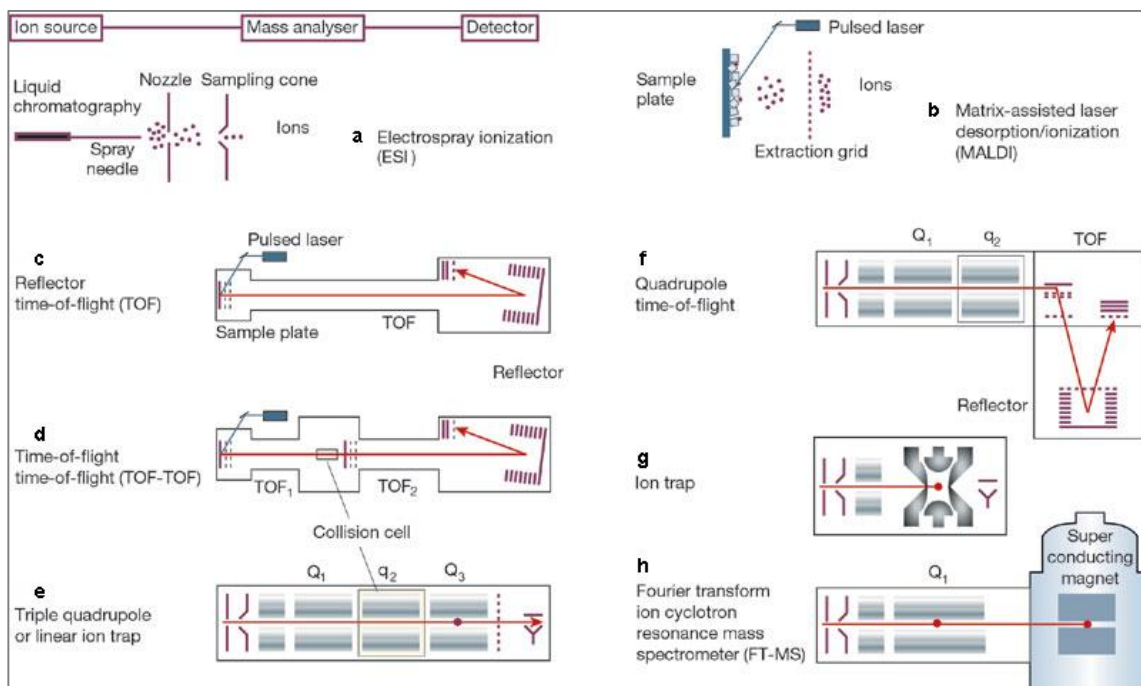 Ion source
Mass analyser
Detector
Liquid
chromatography
Nozzle
Sampling cone
Spray
needle
Ions
a Electrospray ionization
(ESI)
Pulsed laser
Sample
plate
Ions
Extraction grid
b Matrix-assisted laser
desorption/ionization
(MALDI)
c
Reflector
time-of-flight (TOF)
Pulsed laser
Sample plate
TOF
Reflector
d
Time-of-flight
time-of-flight (TOF-TOF)
TOF1
TOF2
Collision cell
e
Triple quadrupole
or linear ion trap
Q1
q2
Q3
f
Quadrupole
time-of-flight
Q1
q2
TOF
Reflector
g
Ion trap
h
Fourier transform
ion cyclotron
resonance mass
spectrometer (FT-MS)
Q1
Super
conducting
magnet